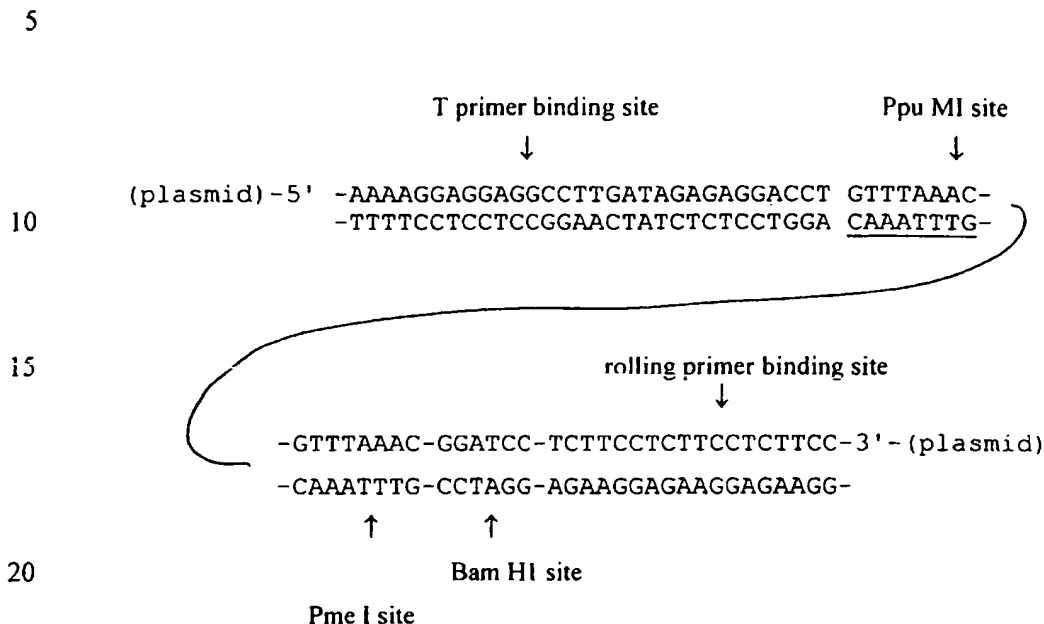 5
T primer binding site Ppu MI site
↓ ↓
(plasmid)-5' -AAAAGGAGGAGGCCTTGATAGAGAGGACCT GTTTAAAC-
10 -TTTTCCTCCTCCGGAACTATCTCTCCTGGA CAAATTTG-
15 rolling primer binding site
↓
-GTTTAAAC-GGATCC-TCTTCCTCTTCCTCTTCC-3'-(plasmid)
-CAAATTTG-CCTAGG-AGAAGGAGAAGGAGAAGG-
↑ ↑
20 Bam H1 site
Pme I site